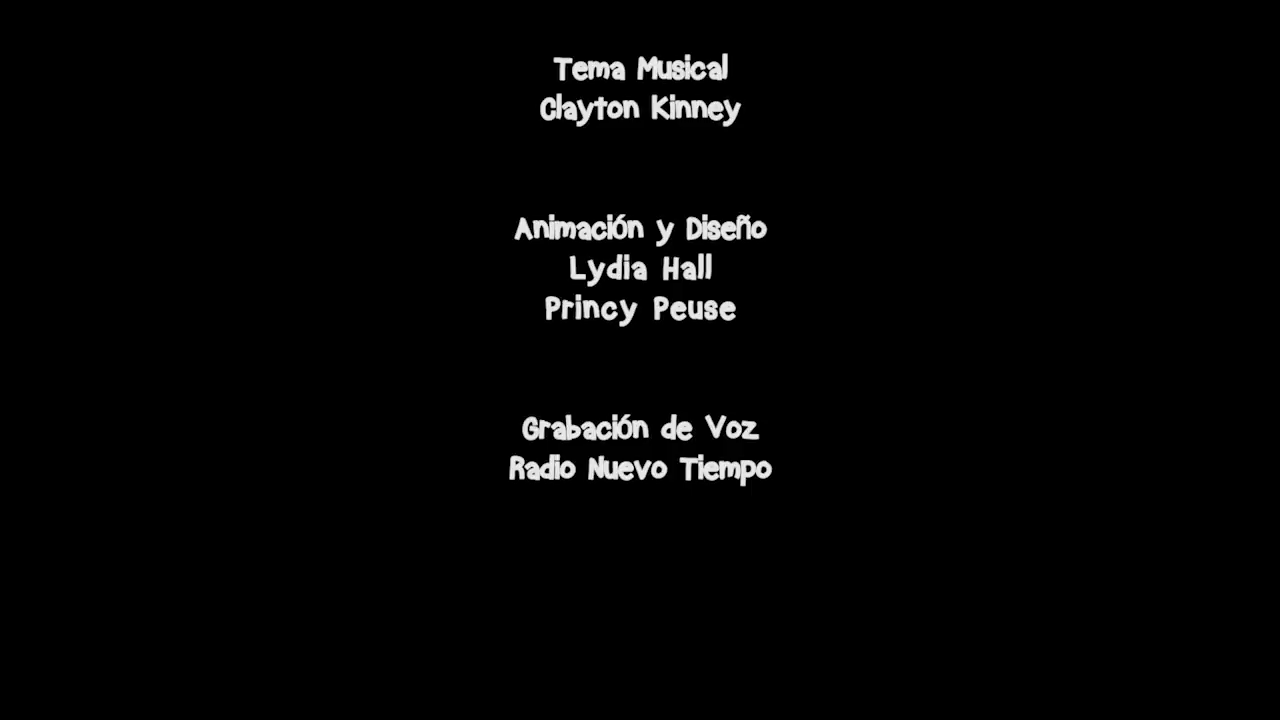 Tema Musical
Clayton Kinney
Animación y Diseño
Lydia Hall
Princy Peuse
Grabación de Voz
Radio Nuevo Tiempo